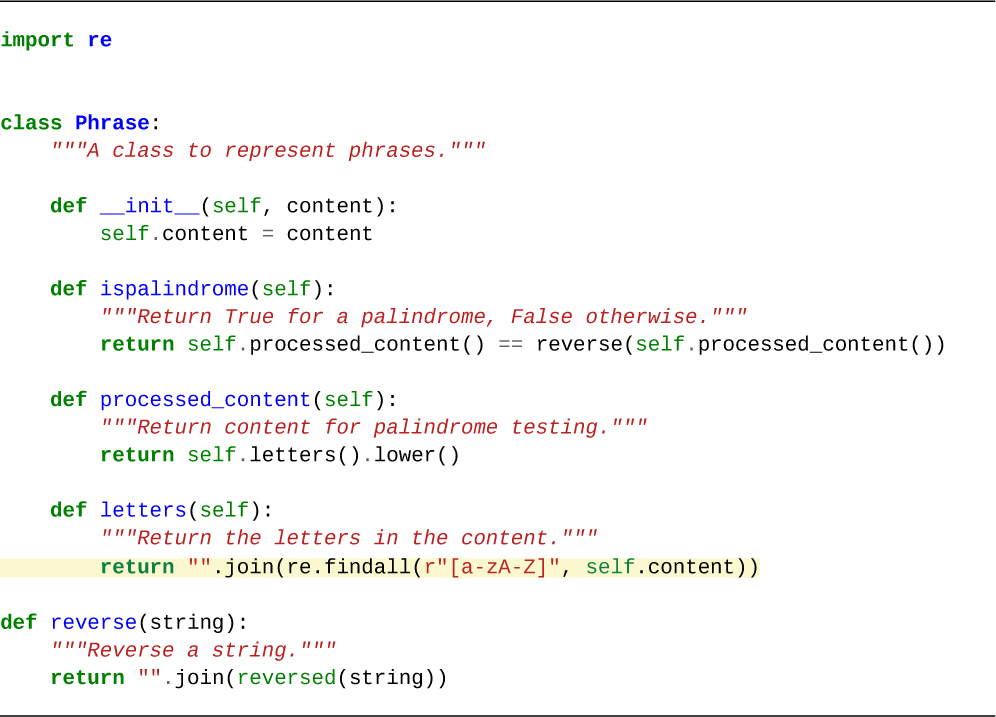 import re
class Phrase:
    """A class to represent phrases."""
    def __init__(self, content):
        self.content = content
    def ispalindrome(self):
        """Return True for a palindrome, False otherwise."""
        return self.processed_content() == reverse(self.processed_content())
    def processed_content(self):
        """Return content for palindrome testing."""
        return self.letters().lower()
    def letters(self):
        """Return the letters in the content."""
        return "".join(re.findall(r"[a-zA-Z]", self.content))
def reverse(string):
    """Reverse a string."""
    return "".join(reversed(string))